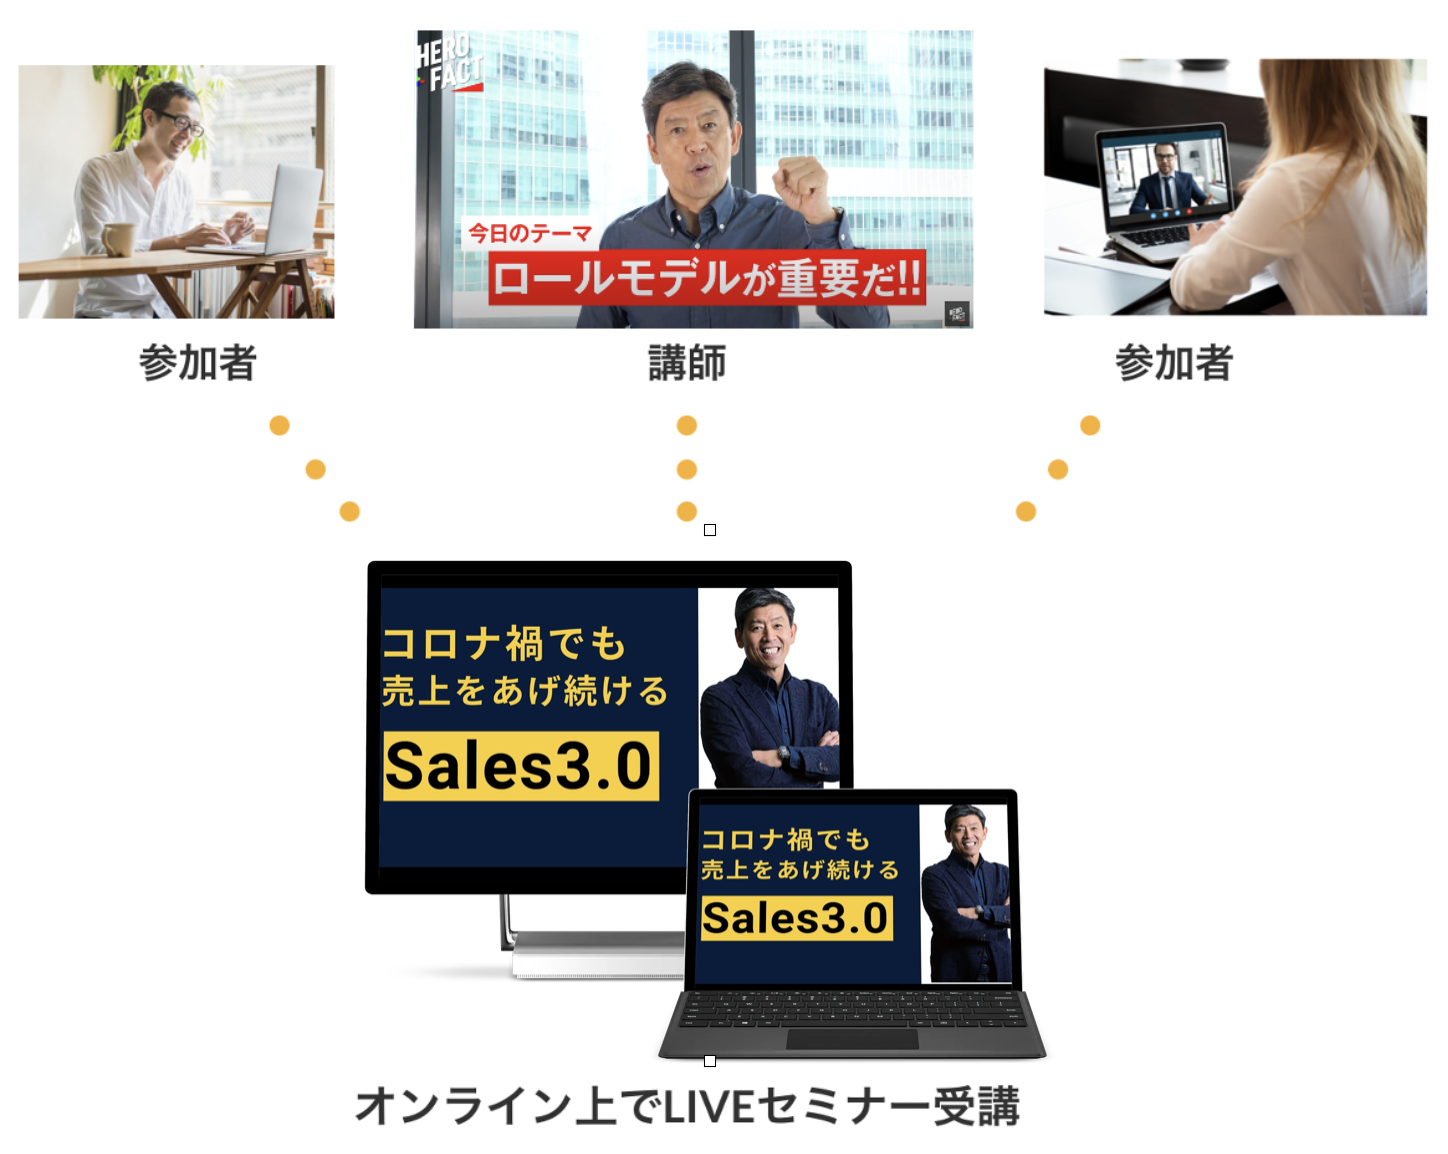 HERO
FACT
今日のテーマ
ロールモデルが重要だ!!
HERO
FACT
参加者
講師
参加者
コロナ禍でも
売上をあげ続ける
Sales3.0
コロナ禍でも
売上をあげ続ける
Sales3.0
オンライン上でLIVEセミナー受講